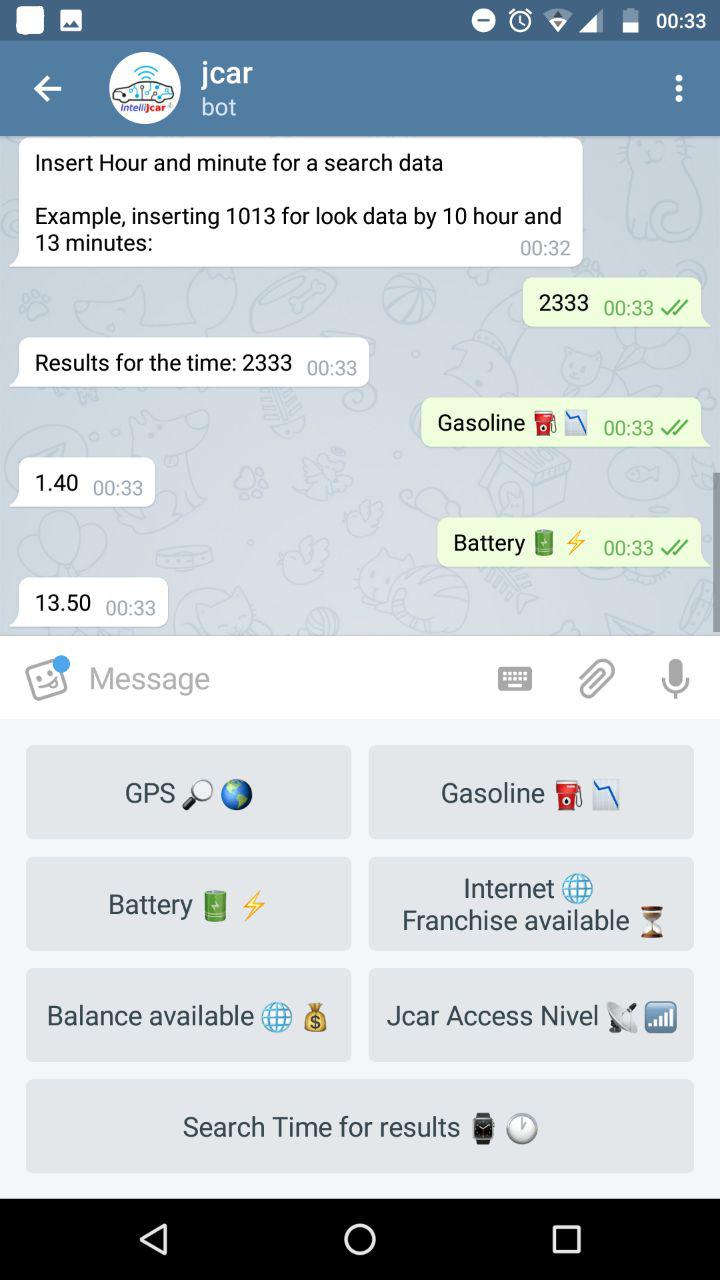 00:33
jcar
bot
IntelliJcar
Insert Hour and minute for a search data
Example, inserting 1013 for look data by 10 hour and
13 minutes:
00:32
2333 00:33
Results for the time: 2333 00:33
Gasoline 00:33
1.40 00:33
Battery 00:33
13.50 00:33
Message
GPS
Gasoline
Battery
Internet
Franchise available
Balance available
Jcar Access Nivel
Search Time for results